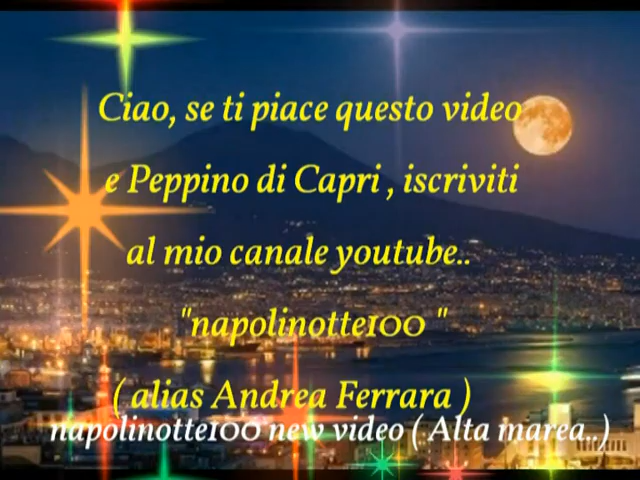 Ciao, se ti piace questo video
e Peppino di Capri , iscriviti
al mio canale youtube..
"napolinotte100 "
( alias Andrea Ferrara )
napolinotte100 new video ( Alta marea..)